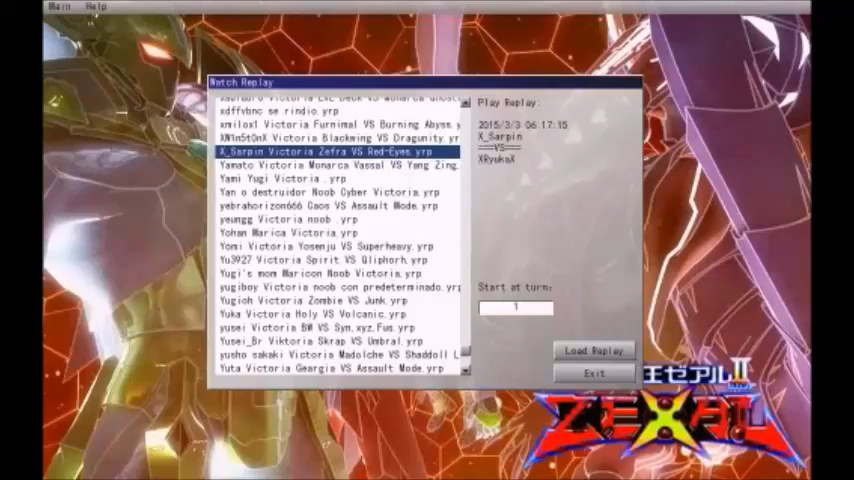 Main Help
Watch Replay
xdffvbnc se rindio.yrp
xmilox1 Victoria Furnimal VS Burning Abyss.y
XW1n5tOnX Victoria Blackwing VS Dragunity.yr
X_Sarpin Victoria Zefra VS Red-Eyes.yrp
Yamato Victoria Monarca Vassal VS Yang Zing.
Yami Yugi Victoria .yrp
Yan o destruidor Noob Cyber Victoria.yrp
yebrahorizon666 Caos VS Assault Mode.yrp
yeungg Victoria noob .yrp
Yohan Marica Victoria.yrp
Yomi Victoria Yosenju VS Superheavy.yrp
Yu3927 Victoria Spirit VS Qliphorh.yrp
Yugi's mom Maricon Noob Victoria.yrp
yugiboy Victoria noob con predeterminado.yrp
Yugioh Victoria Zombie VS Junk.yrp
Yuka Victoria Holy VS Volcanic.yrp
yusei Victoria BW VS Syn.xyz.Fus.yrp
Yusei_Br Viktoria Skrap VS Umbral.yrp
yusho sakaki Victoria Madolche VS Shaddoll L
Yuta Victoria Geargia VS Assault Mode.yrp
Play Replay:
2015/3/3 06:17:15
X_Sarpin
===VS===
XRyukaX
Start at turn:
1
Load Replay
Exit
王ゼアルII
ZEXAL